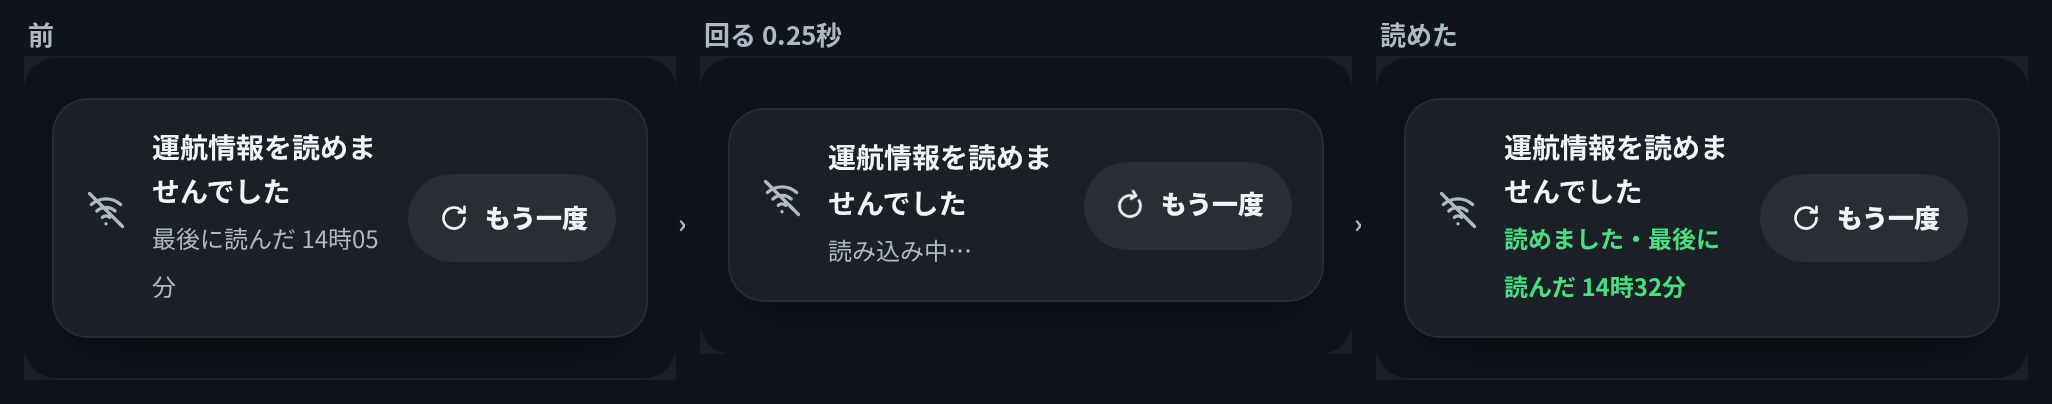 前
運航情報を読めま
せんでした
最後に読んだ 14時05
分
もう一度
›
回る 0.25秒
運航情報を読めま
せんでした
読み込み中…
もう一度
›
読めた
運航情報を読めま
せんでした
読めました・最後に
読んだ 14時32分
もう一度